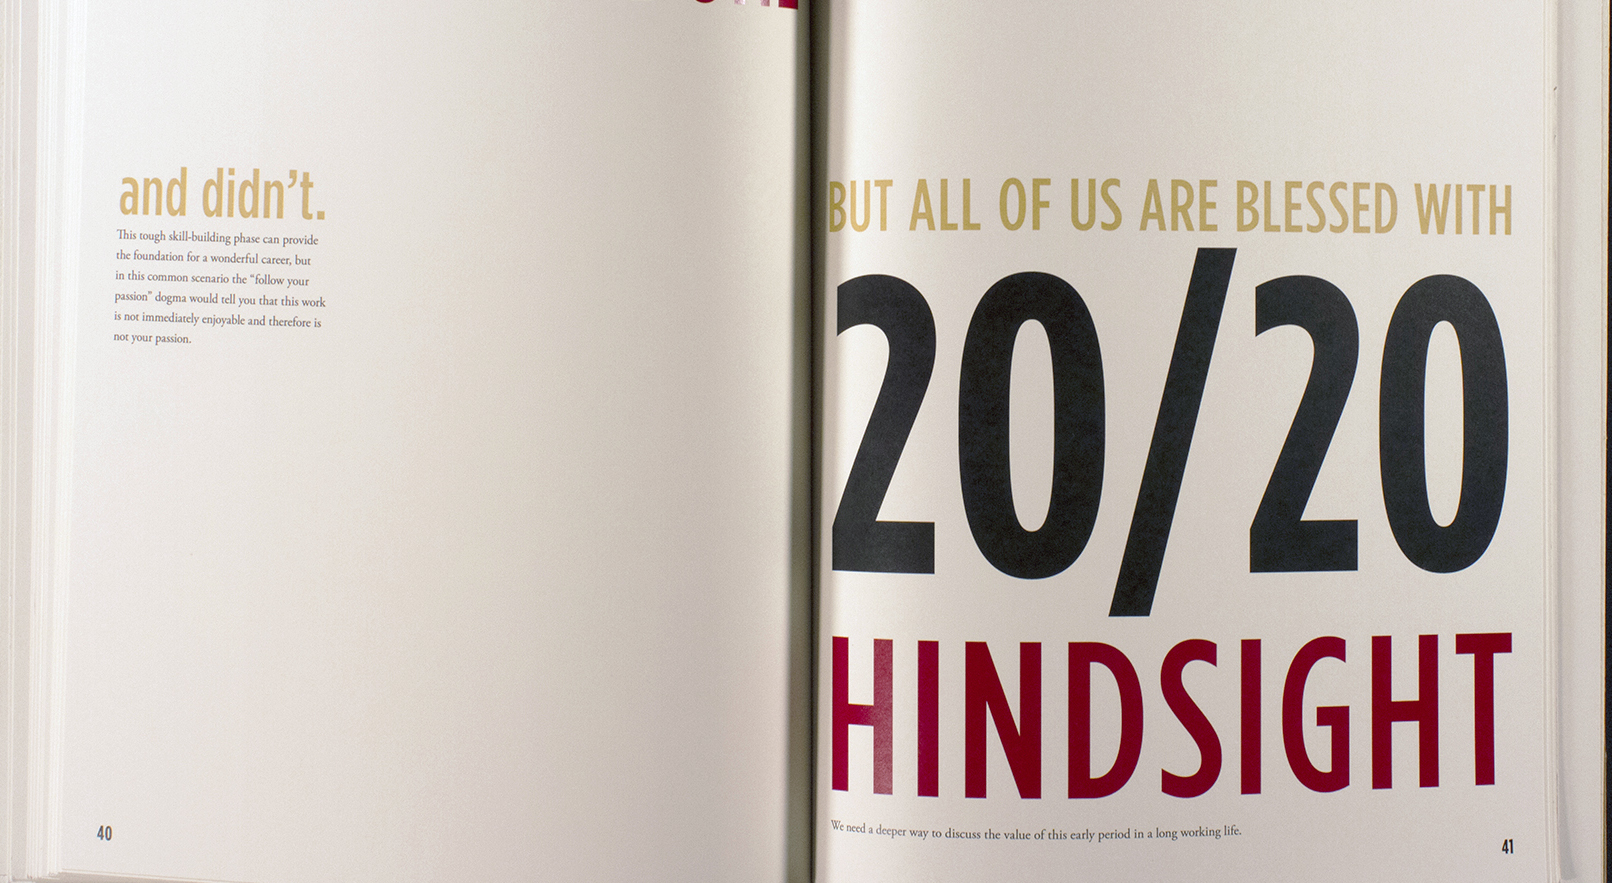 and didn’t.
This tough skill-building phase can provide
the foundation for a wonderful career, but
in this common scenario the “follow your
passion” dogma would tell you that this work
is not immediately enjoyable and therefore is
not your passion.
40
BUT ALL OF US ARE BLESSED WITH
20/20
HINDSIGHT
We need a deeper way to discuss the value of this early period in a long working life.
41